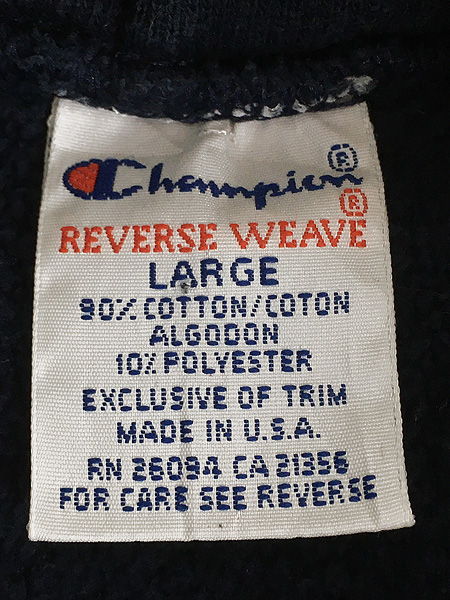 Champion®
REVERSE WEAVE®
LARGE
90% COTTON/COTON
ALGODON
10% POLYESTER
EXCLUSIVE OF TRIM
MADE IN U.S.A.
RN 26094 CA 21356
FOR CARE SEE REVERSE